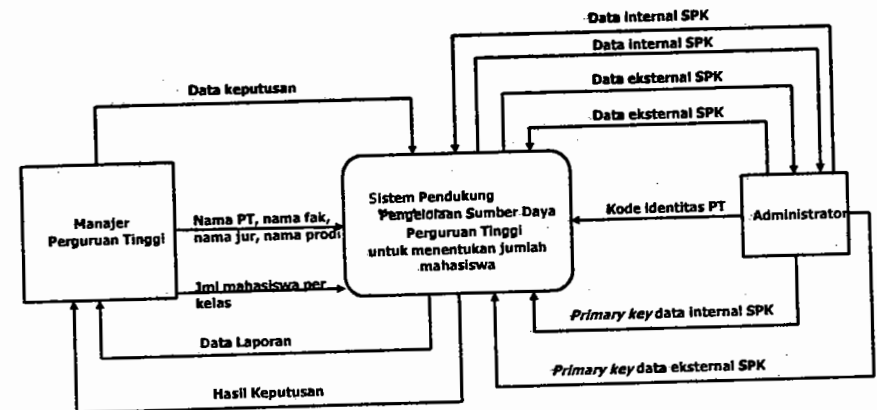 Data internal SPK
Data internal SPK
Data eksternal SPK
Data eksternal SPK
Data keputusan
Manajer
Perguruan Tinggi
Nama PT, nama fak,
nama jur, nama prodi
Jml mahasiswa per
kelas
Sistem Pendukung
Pengelolaan Sumber Daya
Perguruan Tinggi
untuk menentukan jumlah
mahasiswa
Kode Identitas PT
Administrator
Primary key data internal SPK
Primary key data eksternal SPK
Data Laporan
Hasil Keputusan